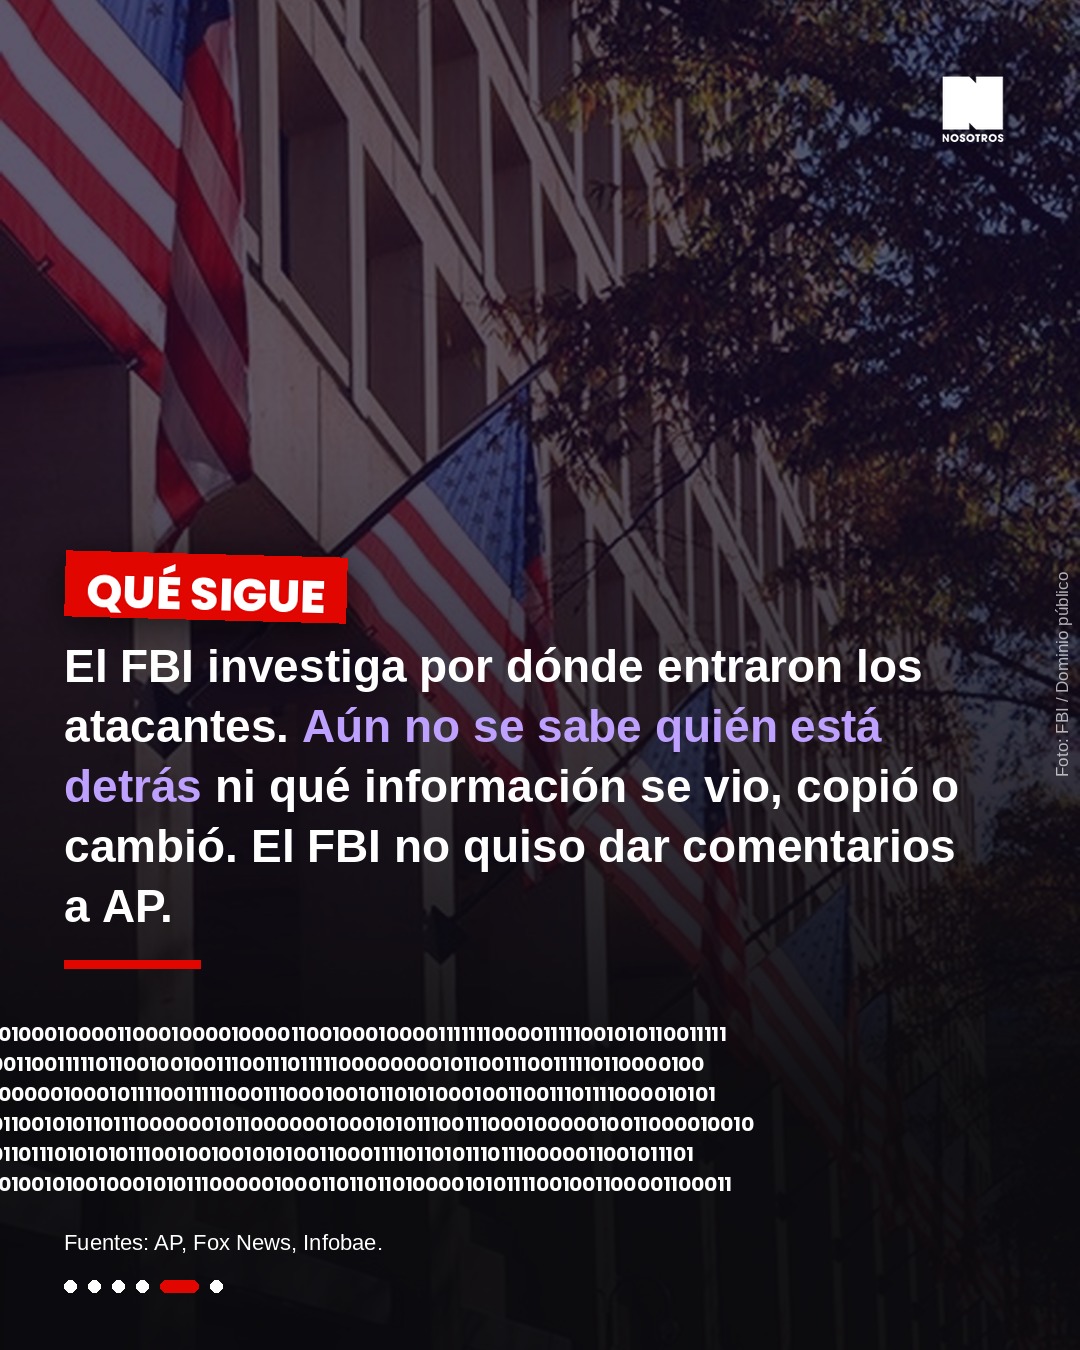 NOSOTROS
QUÉ SIGUE
El FBI investiga por dónde entraron los
atacantes. Aún no se sabe quién está
detrás ni qué información se vio, copió o
cambió. El FBI no quiso dar comentarios
a AP.
Foto: FBI / Dominio público
Fuentes: AP, Fox News, Infobae.